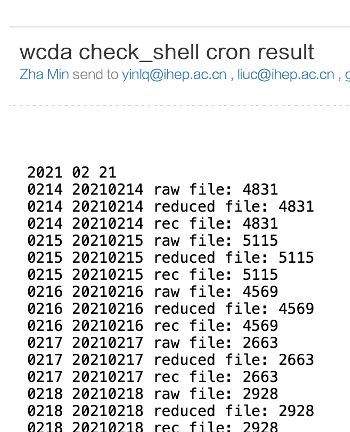 wcda check_shell cron result
Zha Min send to yinlq@ihep.ac.cn , liuc@ihep.ac.cn , g
2021 02 21
0214 20210214 raw file: 4831
0214 20210214 reduced file: 4831
0214 20210214 rec file: 4831
0215 20210215 raw file: 5115
0215 20210215 reduced file: 5115
0215 20210215 rec file: 5115
0216 20210216 raw file: 4569
0216 20210216 reduced file: 4569
0216 20210216 rec file: 4569
0217 20210217 raw file: 2663
0217 20210217 reduced file: 2663
0217 20210217 rec file: 2663
0218 20210218 raw file: 2928
0218 20210218 reduced file: 2928
0218 20210218 rec file: 2928